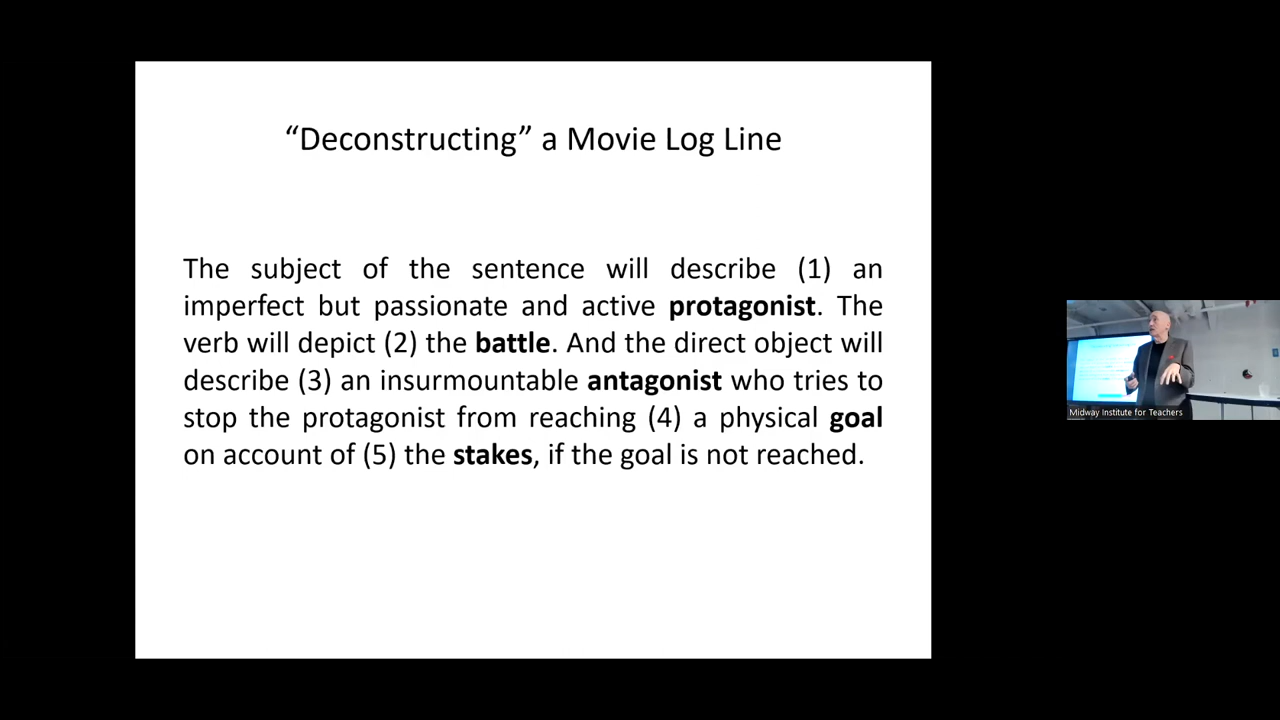 “Deconstructing” a Movie Log Line
The subject of the sentence will describe (1) an
imperfect but passionate and active protagonist. The
verb will depict (2) the battle. And the direct object will
describe (3) an insurmountable antagonist who tries to
stop the protagonist from reaching (4) a physical goal
on account of (5) the stakes, if the goal is not reached.
Midway Institute for Teachers